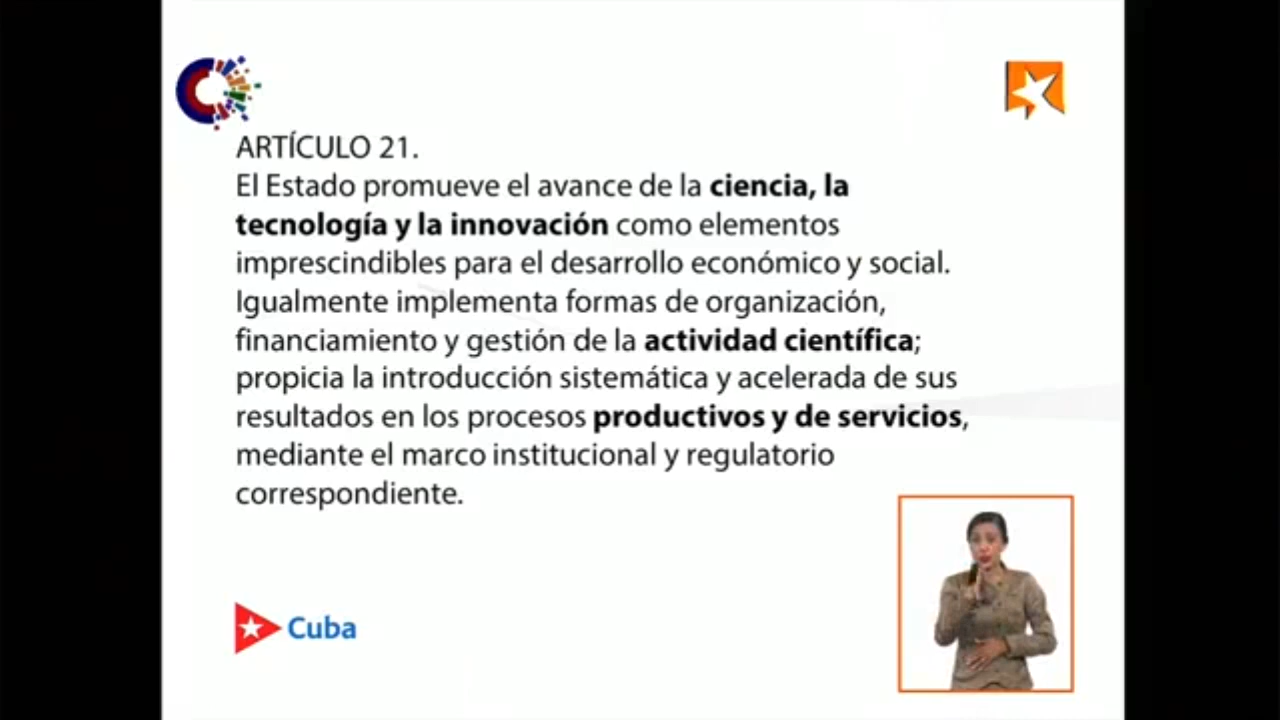 ARTÍCULO 21.
El Estado promueve el avance de la ciencia, la
tecnología y la innovación como elementos
imprescindibles para el desarrollo económico y social.
Igualmente implementa formas de organización,
financiamiento y gestión de la actividad científica;
propicia la introducción sistemática y acelerada de sus
resultados en los procesos productivos y de servicios,
mediante el marco institucional y regulatorio
correspondiente.
Cuba